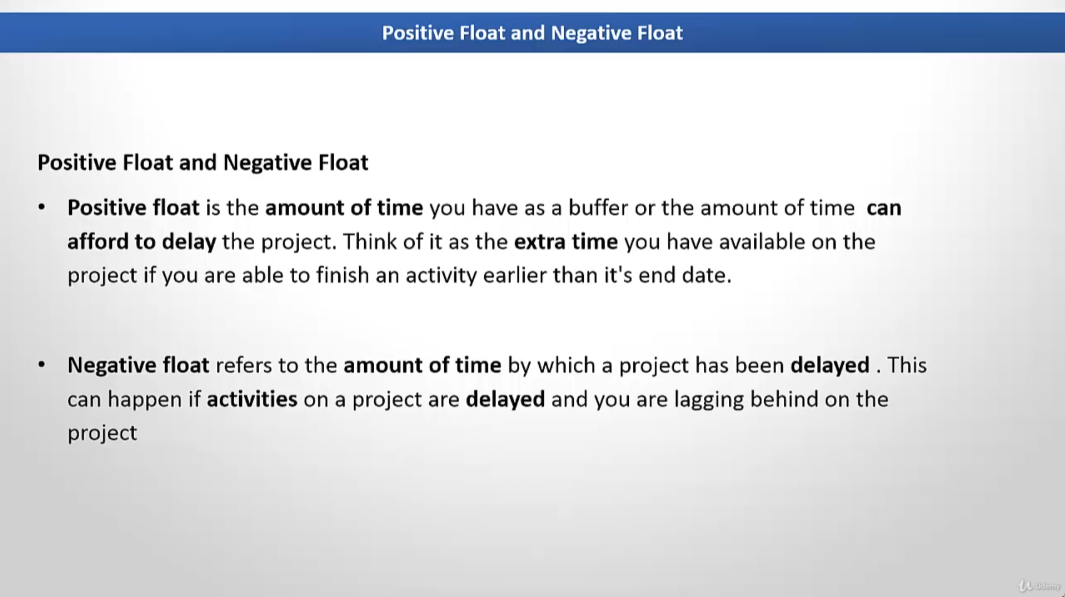 Positive Float and Negative Float
Positive Float and Negative Float
• Positive float is the amount of time you have as a buffer or the amount of time can
afford to delay the project. Think of it as the extra time you have available on the
project if you are able to finish an activity earlier than it's end date.
• Negative float refers to the amount of time by which a project has been delayed . This
can happen if activities on a project are delayed and you are lagging behind on the
project
Udemy